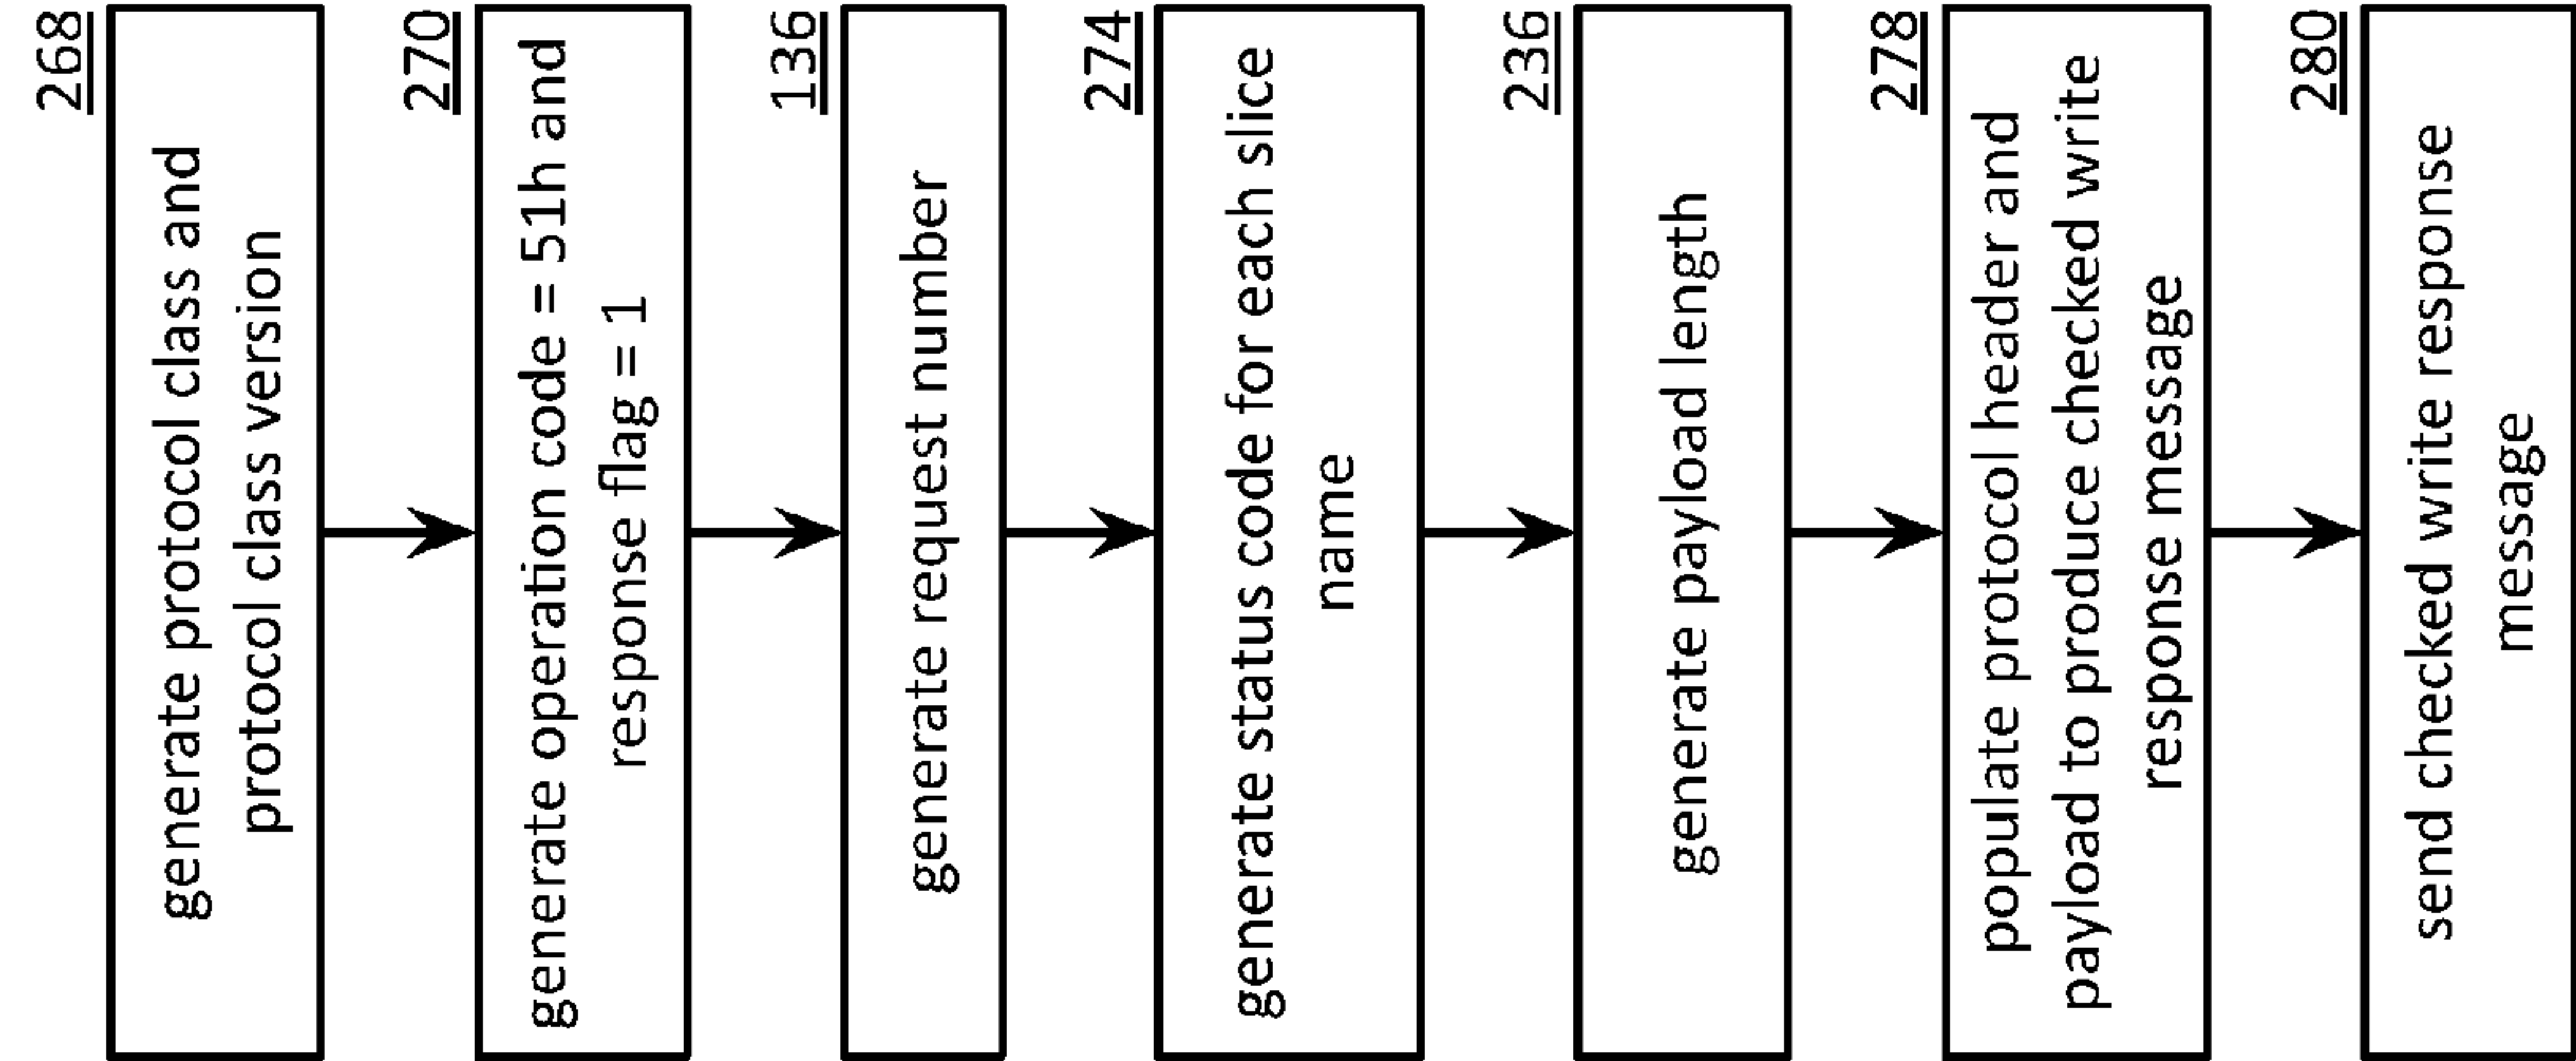 268
generate protocol class and
protocol class version
270
generate operation code = 51h and
response flag = 1
136
generate request number
274
generate status code for each slice
name
236
generate payload length
278
populate protocol header and
payload to produce checked write
response message
280
send checked write response
message